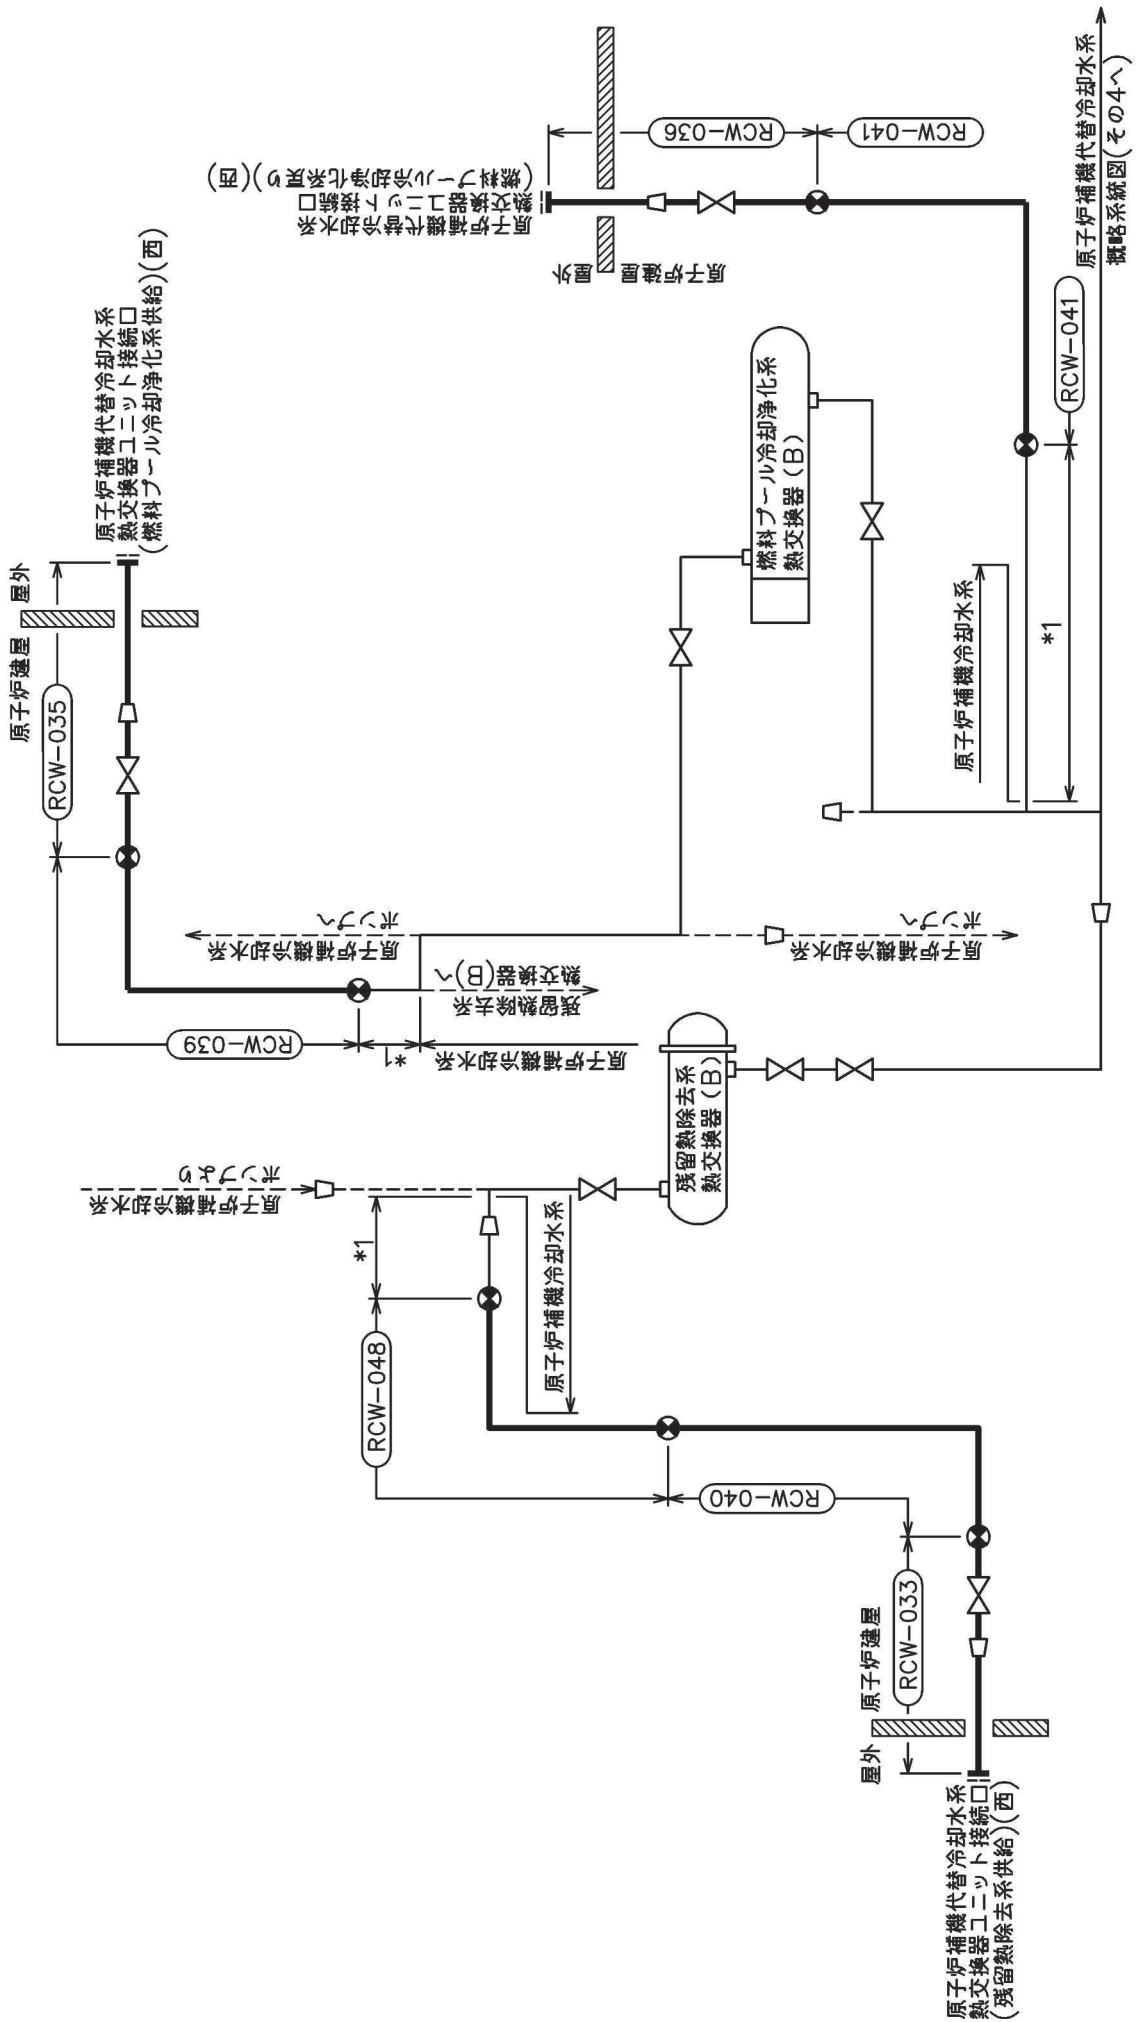 原子炉補機代替冷却水系
熱交換器ユニット接続口
(燃料プール冷却浄化系供給)(西)
屋外
原子炉建屋
RCW-035
原子炉補機代替冷却水系
熱交換器ユニット接続口
(燃料プール冷却浄化系戻り)(西)
屋外
原子炉建屋
RCW-036
RCW-041
原子炉補機代替冷却水系
概略系統図(その4へ)
RCW-041
*1
原子炉補機冷却水系
燃料プール冷却浄化系
熱交換器(B)
原子炉補機冷却水系
ポンプへ
原子炉補機冷却水系
ポンプへ
残留熱除去系
熱交換器(B)へ
RCW-039
*1
原子炉補機冷却水系
残留熱除去系
熱交換器(B)
原子炉補機冷却水系
ポンプより
*1
原子炉補機冷却水系
RCW-048
RCW-040
RCW-033
原子炉建屋
屋外
原子炉補機代替冷却水系
熱交換器ユニット接続口
(残留熱除去系供給)(西)